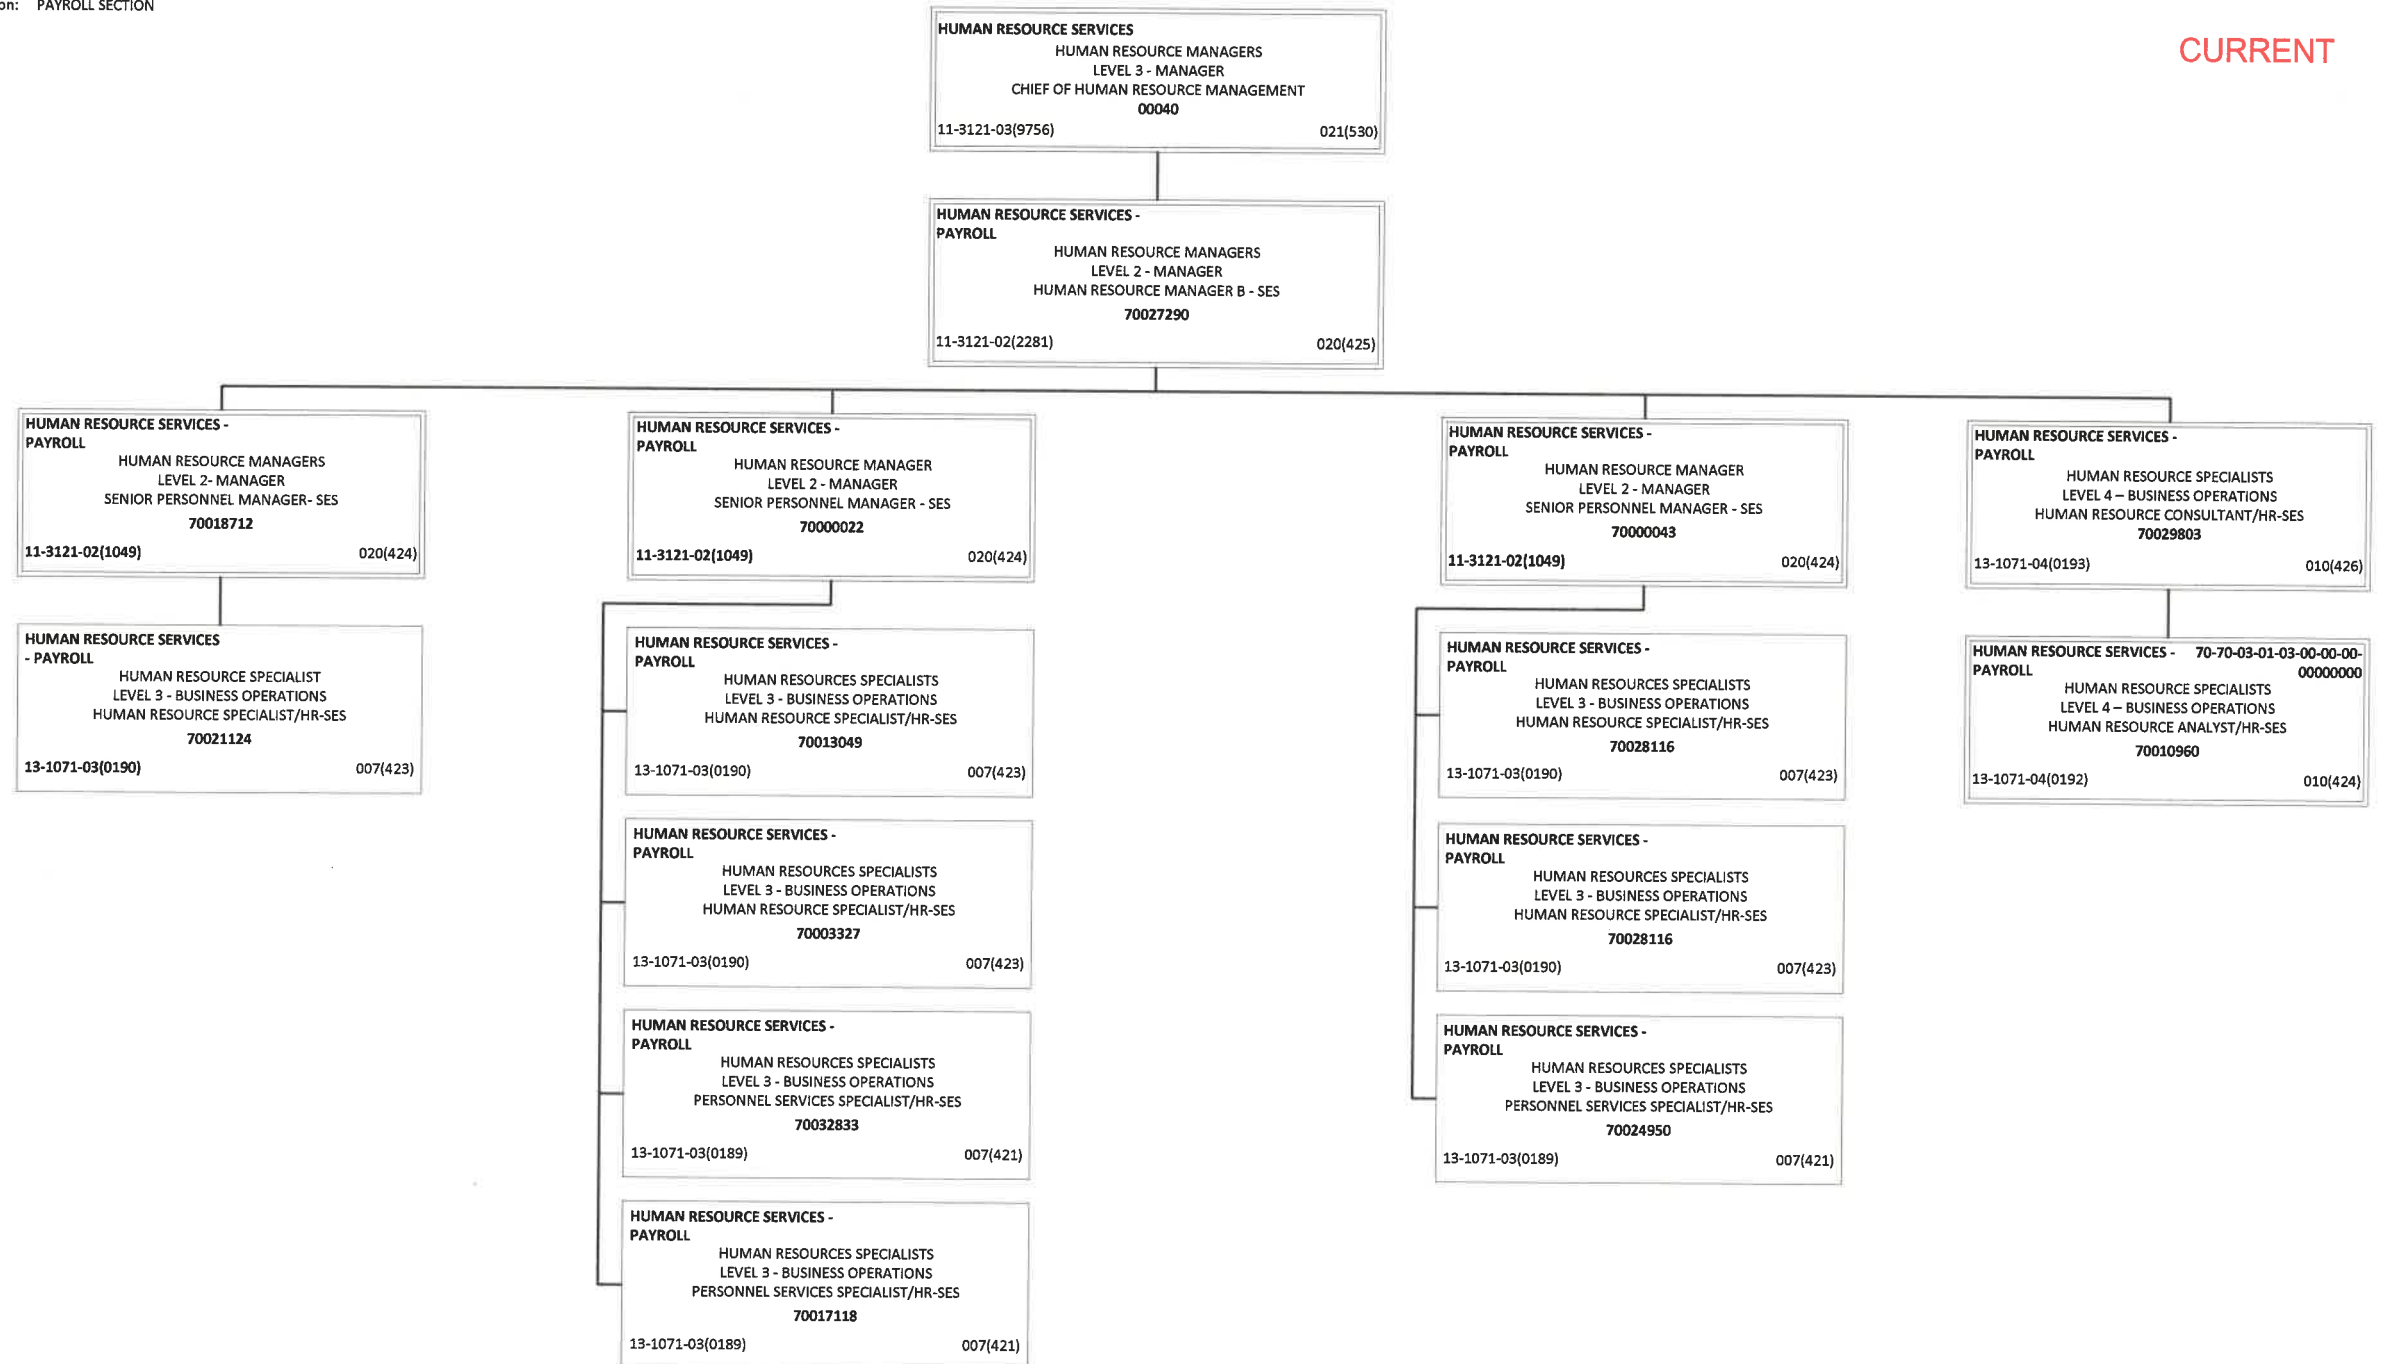 on: PAYROLL SECTION
CURRENT
HUMAN RESOURCE SERVICES
HUMAN RESOURCE MANAGERS
LEVEL 3 - MANAGER
CHIEF OF HUMAN RESOURCE MANAGEMENT
00040
11-3121-03(9756) 021(530)
HUMAN RESOURCE SERVICES -
PAYROLL
HUMAN RESOURCE MANAGERS
LEVEL 2 - MANAGER
HUMAN RESOURCE MANAGER B - SES
70027290
11-3121-02(2281) 020(425)
HUMAN RESOURCE SERVICES -
PAYROLL
HUMAN RESOURCE MANAGERS
LEVEL 2- MANAGER
SENIOR PERSONNEL MANAGER- SES
70018712
11-3121-02(1049) 020(424)
HUMAN RESOURCE SERVICES
- PAYROLL
HUMAN RESOURCE SPECIALIST
LEVEL 3 - BUSINESS OPERATIONS
HUMAN RESOURCE SPECIALIST/HR-SES
70021124
13-1071-03(0190) 007(423)
HUMAN RESOURCE SERVICES -
PAYROLL
HUMAN RESOURCE MANAGER
LEVEL 2 - MANAGER
SENIOR PERSONNEL MANAGER - SES
70000022
11-3121-02(1049) 020(424)
HUMAN RESOURCE SERVICES -
PAYROLL
HUMAN RESOURCES SPECIALISTS
LEVEL 3 - BUSINESS OPERATIONS
HUMAN RESOURCE SPECIALIST/HR-SES
70013049
13-1071-03(0190) 007(423)
HUMAN RESOURCE SERVICES -
PAYROLL
HUMAN RESOURCES SPECIALISTS
LEVEL 3 - BUSINESS OPERATIONS
HUMAN RESOURCE SPECIALIST/HR-SES
70003327
13-1071-03(0190) 007(423)
HUMAN RESOURCE SERVICES -
PAYROLL
HUMAN RESOURCES SPECIALISTS
LEVEL 3 - BUSINESS OPERATIONS
PERSONNEL SERVICES SPECIALIST/HR-SES
70032833
13-1071-03(0189) 007(421)
HUMAN RESOURCE SERVICES -
PAYROLL
HUMAN RESOURCES SPECIALISTS
LEVEL 3 - BUSINESS OPERATIONS
PERSONNEL SERVICES SPECIALIST/HR-SES
70017118
13-1071-03(0189) 007(421)
HUMAN RESOURCE SERVICES -
PAYROLL
HUMAN RESOURCE MANAGER
LEVEL 2 - MANAGER
SENIOR PERSONNEL MANAGER - SES
70000043
11-3121-02(1049) 020(424)
HUMAN RESOURCE SERVICES -
PAYROLL
HUMAN RESOURCES SPECIALISTS
LEVEL 3 - BUSINESS OPERATIONS
HUMAN RESOURCE SPECIALIST/HR-SES
70028116
13-1071-03(0190) 007(423)
HUMAN RESOURCE SERVICES -
PAYROLL
HUMAN RESOURCES SPECIALISTS
LEVEL 3 - BUSINESS OPERATIONS
HUMAN RESOURCE SPECIALIST/HR-SES
70028116
13-1071-03(0190) 007(423)
HUMAN RESOURCE SERVICES -
PAYROLL
HUMAN RESOURCES SPECIALISTS
LEVEL 3 - BUSINESS OPERATIONS
PERSONNEL SERVICES SPECIALIST/HR-SES
70024950
13-1071-03(0189) 007(421)
HUMAN RESOURCE SERVICES -
PAYROLL
HUMAN RESOURCE SPECIALISTS
LEVEL 4 – BUSINESS OPERATIONS
HUMAN RESOURCE CONSULTANT/HR-SES
70029803
13-1071-04(0193) 010(426)
HUMAN RESOURCE SERVICES - 70-70-03-01-03-00-00-00-
PAYROLL 00000000
HUMAN RESOURCE SPECIALISTS
LEVEL 4 – BUSINESS OPERATIONS
HUMAN RESOURCE ANALYST/HR-SES
70010960
13-1071-04(0192) 010(424)